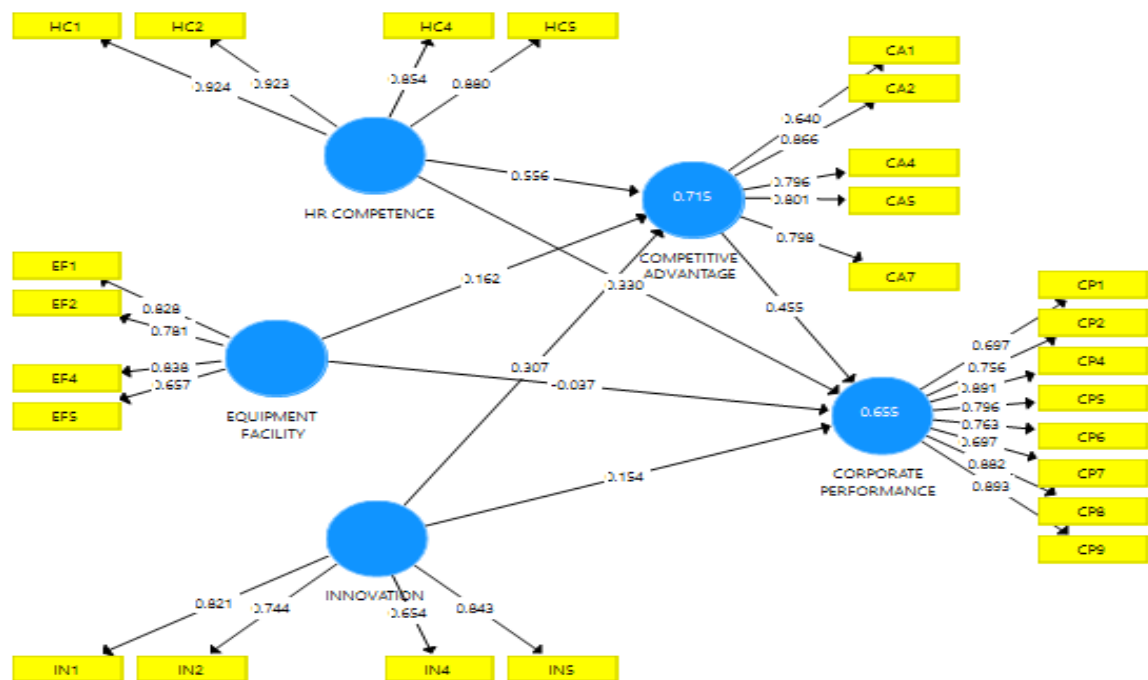 HC1
HC2
HC4
HC5
0.924
0.923
0.854
0.880
HR COMPETENCE
CA1
CA2
CA4
CA5
CA7
0.640
0.866
0.796
0.801
0.798
0.715
COMPETITIVE
ADVANTAGE
0.556
0.330
0.162
0.455
0.307
-0.037
0.154
EF1
EF2
EF4
EF5
0.828
0.781
0.838
0.657
EQUIPMENT
FACILITY
CP1
CP2
CP4
CP5
CP6
CP7
CP8
CP9
0.697
0.756
0.891
0.796
0.763
0.697
0.882
0.893
0.655
CORPORATE
PERFORMANCE
INNOVATION
0.821
0.744
0.654
0.843
IN1
IN2
IN4
IN5